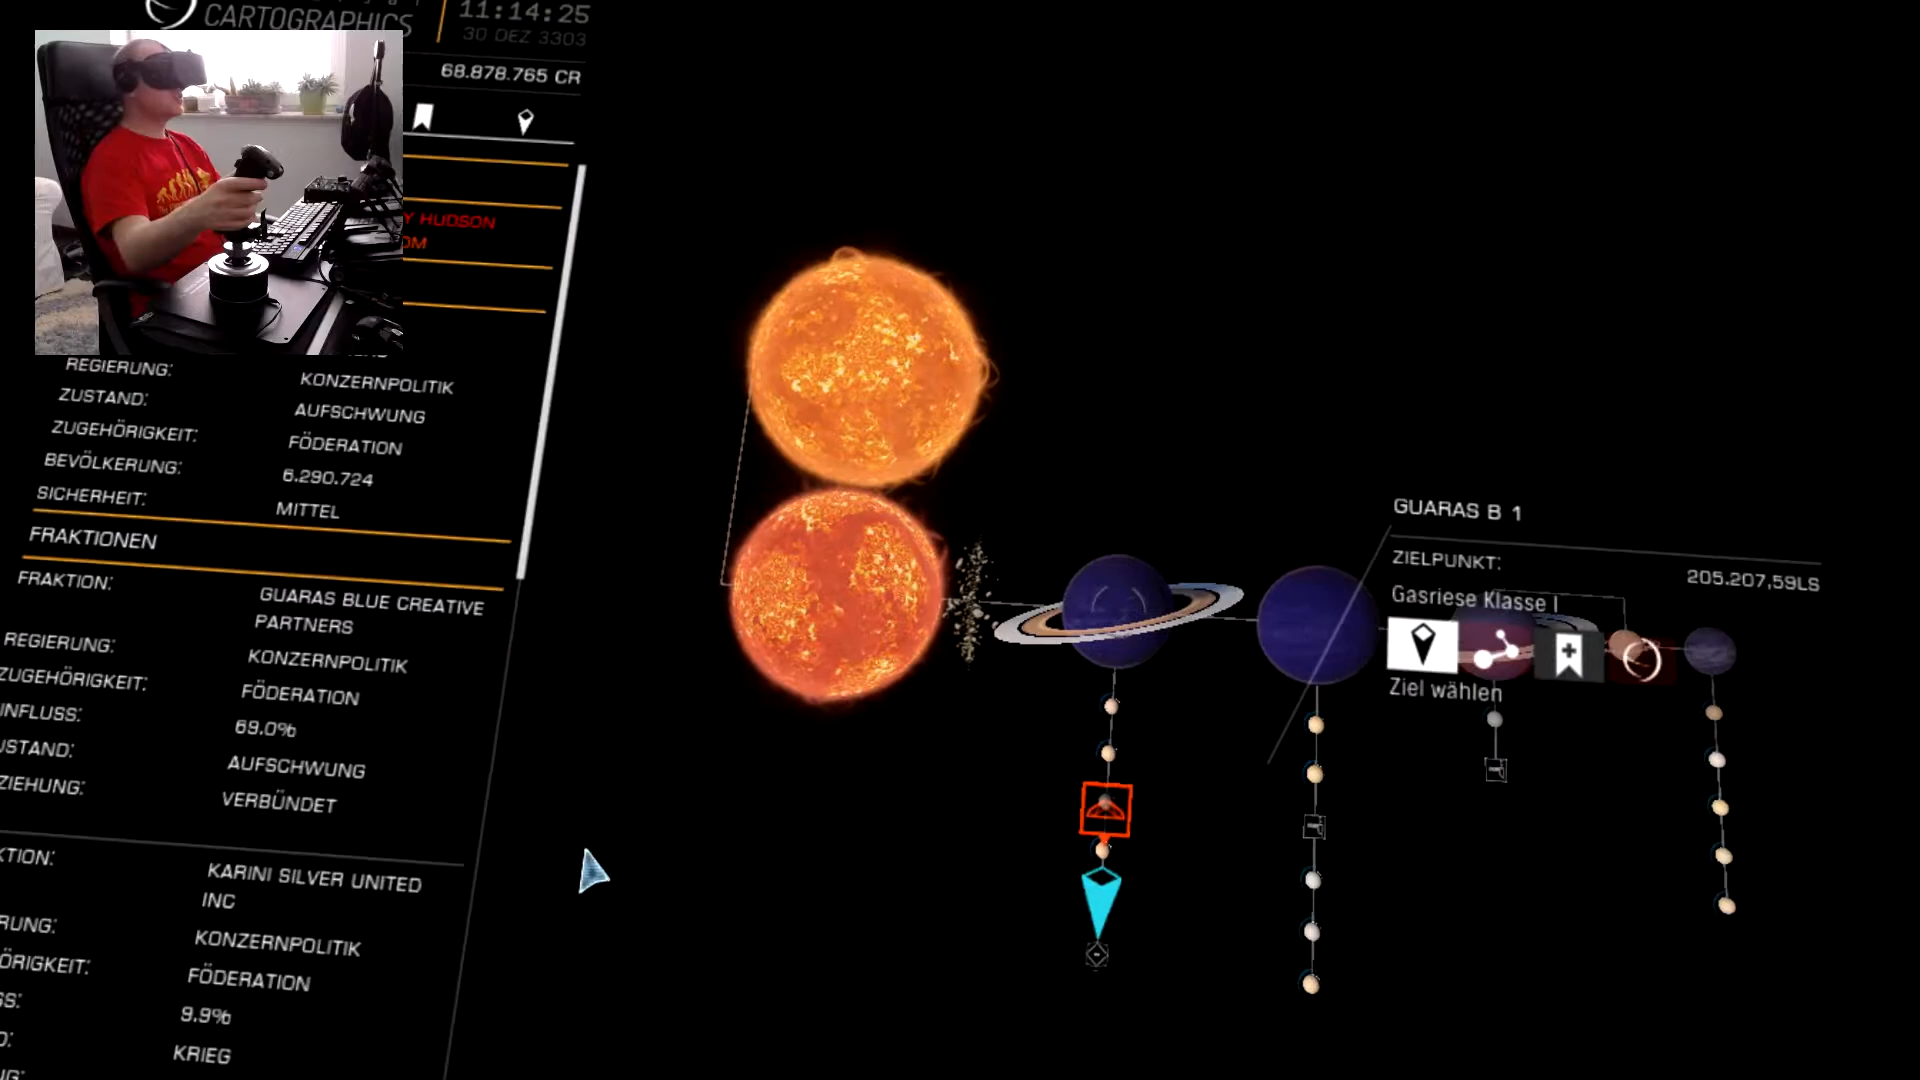 CARTOGRAPHICS
11:14:25
30 DEZ 3303
68.878.765 CR
Y HUDSON
OM
REGIERUNG: KONZERNPOLITIK
ZUSTAND: AUFSCHWUNG
ZUGEHÖRIGKEIT: FÖDERATION
BEVÖLKERUNG: 6.290.724
SICHERHEIT: MITTEL
FRAKTIONEN
FRAKTION: GUARAS BLUE CREATIVE
PARTNERS
REGIERUNG: KONZERNPOLITIK
ZUGEHÖRIGKEIT: FÖDERATION
INFLUSS: 69.0%
USTAND: AUFSCHWUNG
ZIEHUNG: VERBÜNDET
KTION: KARINI SILVER UNITED
INC
RUNG: KONZERNPOLITIK
ÖRIGKEIT: FÖDERATION
SS: 9.9%
D: KRIEG
NG:
GUARAS B 1
ZIELPUNKT: 205.207,59LS
Gasriese Klasse I
Ziel wählen